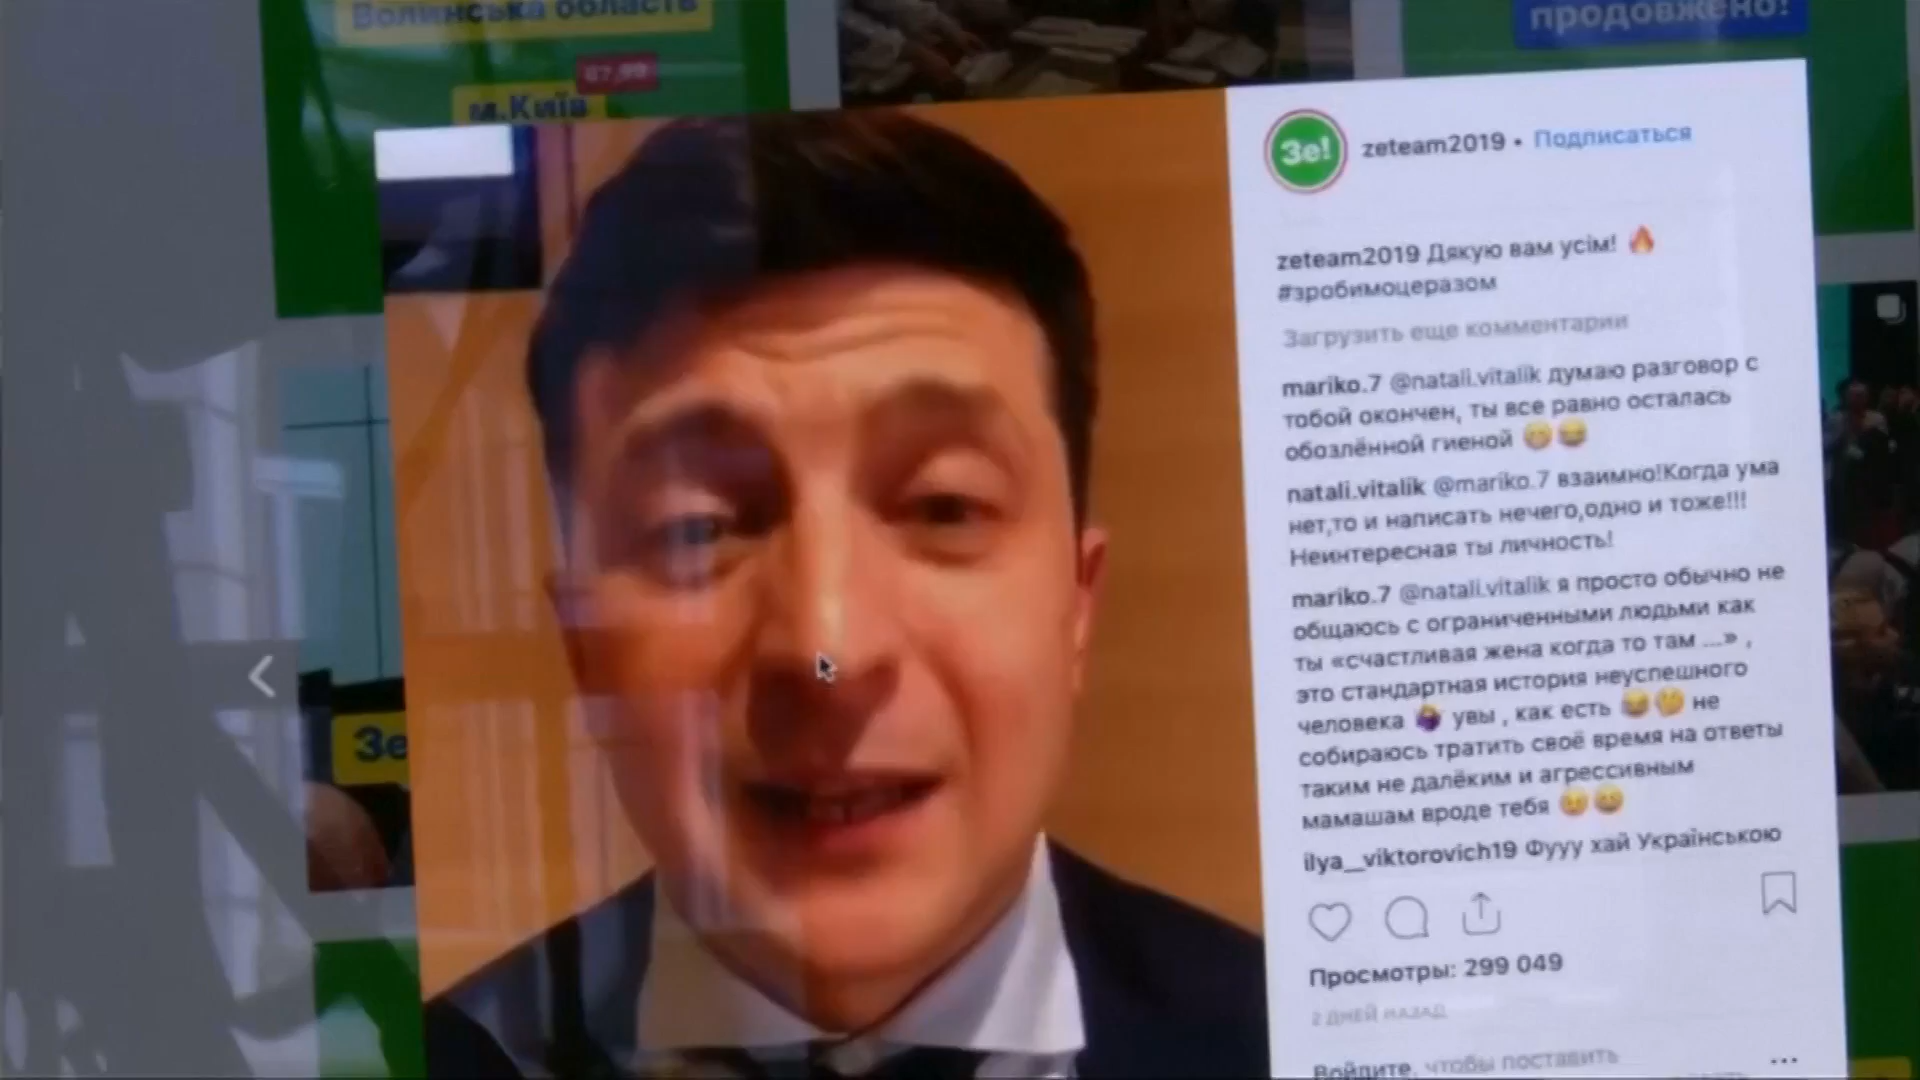 Волинська область
продовжено!
м.Київ
Зе!
zeteam2019 • Подписаться
zeteam2019 Дякую вам усім! 🔥
#зробимоцеразом
Загрузить еще комментарии
mariko.7 @natali.vitalik думаю разговор с
тобой окончен, ты все равно осталась
обозлённой гиеной 😁😂
natali.vitalik @mariko.7 взаимно!Когда ума
нет,то и написать нечего,одно и тоже!!!
Неинтересная ты личность!
mariko.7 @natali.vitalik я просто обычно не
общаюсь с ограниченными людьми как
ты «счастливая жена когда то там ...» ,
это стандартная история неуспешного
человека увы , как есть не
собираюсь тратить своё время на ответы
таким не далёким и агрессивным
мамашам вроде тебя
Зе
ilya__viktorovich19 Фууу хай Українською
Просмотры: 299 049
2 ДНЕЙ НАЗАД
Войдите, чтобы поставить